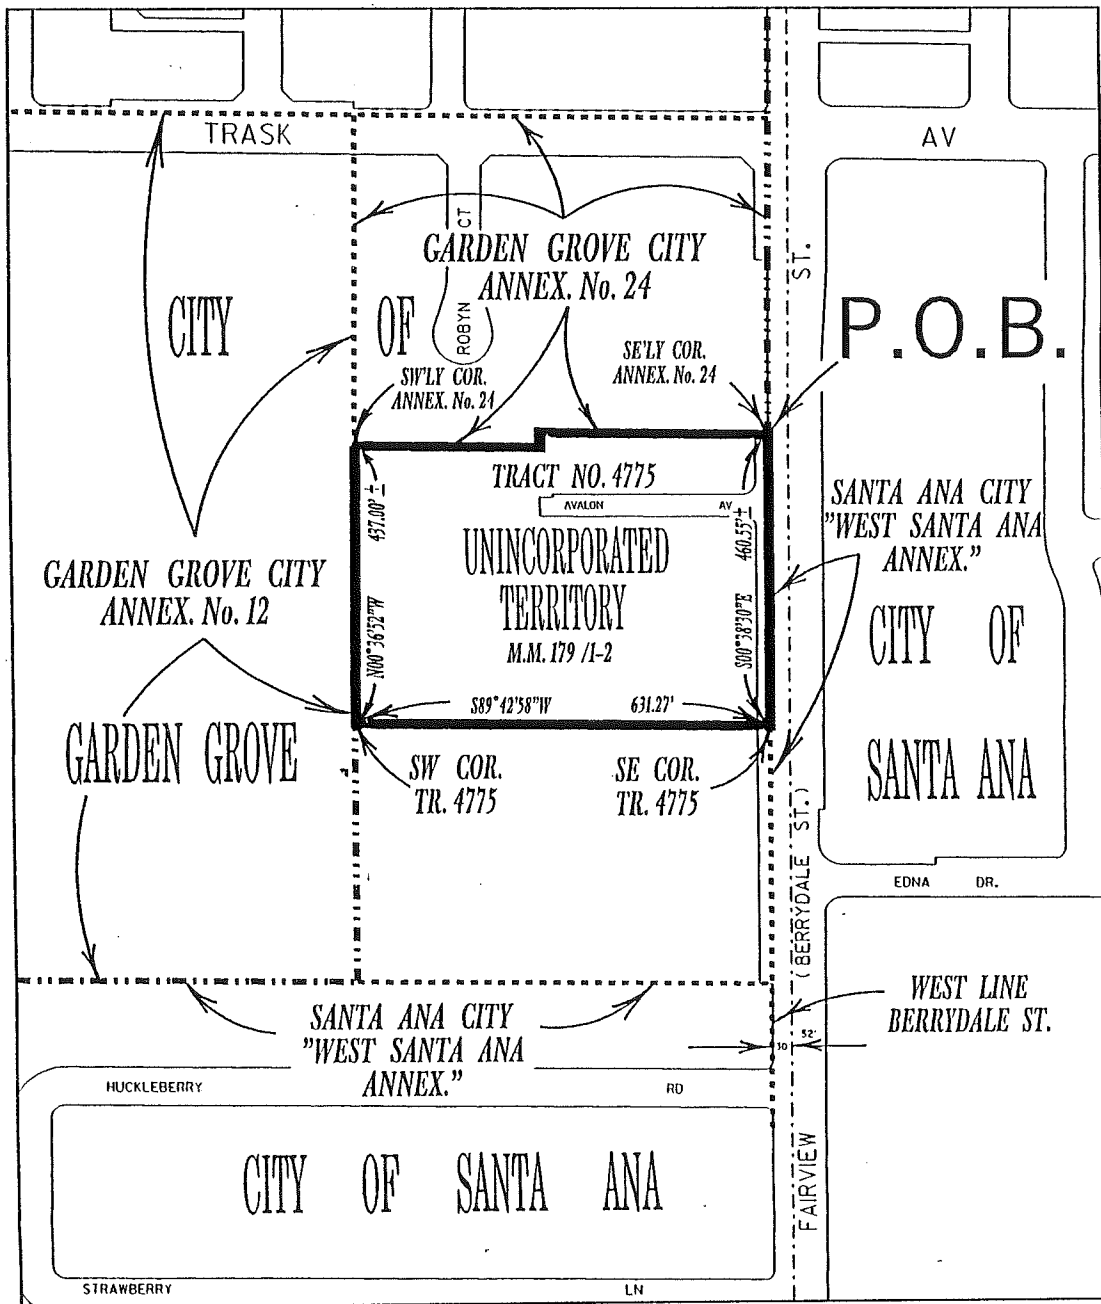 TRASK
AV
ST.
CT
ROBYN
GARDEN GROVE CITY
ANNEX. No. 24
CITY
OF
P.O.B.
SW'LY COR.
ANNEX. No. 24
SE'LY COR.
ANNEX. No. 24
TRACT NO. 4775
AVALON
AV
437.00' ±
460.55' ±
UNINCORPORATED
TERRITORY
M.M. 179 /1-2
N00°36'52"W
S00°38'30"E
S89°42'58"W
631.27'
SANTA ANA CITY
"WEST SANTA ANA
ANNEX."
GARDEN GROVE CITY
ANNEX. No. 12
CITY OF
GARDEN GROVE
SANTA ANA
SW COR.
TR. 4775
SE COR.
TR. 4775
(BERRYDALE ST.)
EDNA DR.
WEST LINE
BERRYDALE ST.
30'
52'
SANTA ANA CITY
"WEST SANTA ANA
ANNEX."
HUCKLEBERRY
RD
CITY OF SANTA ANA
FAIRVIEW
STRAWBERRY
LN